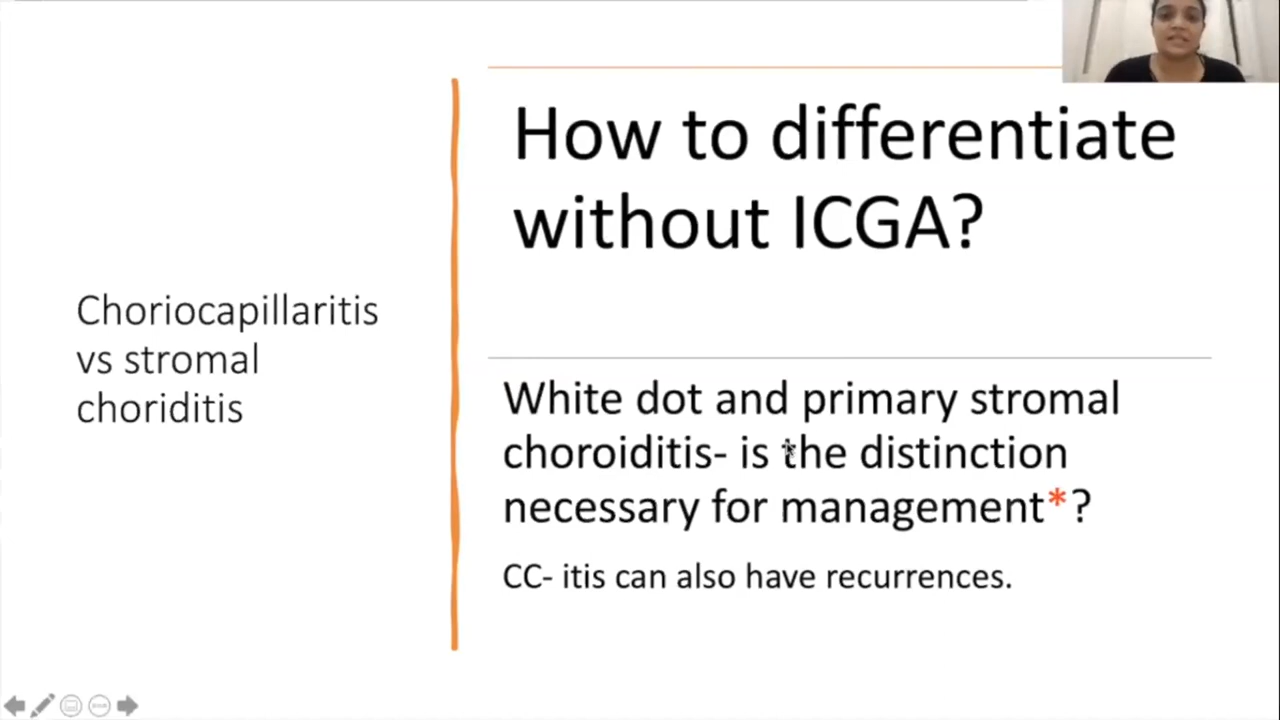 Choriocapillaritis
vs stromal
choriditis
How to differentiate
without ICGA?
White dot and primary stromal
choroiditis- is the distinction
necessary for management*?
CC- itis can also have recurrences.